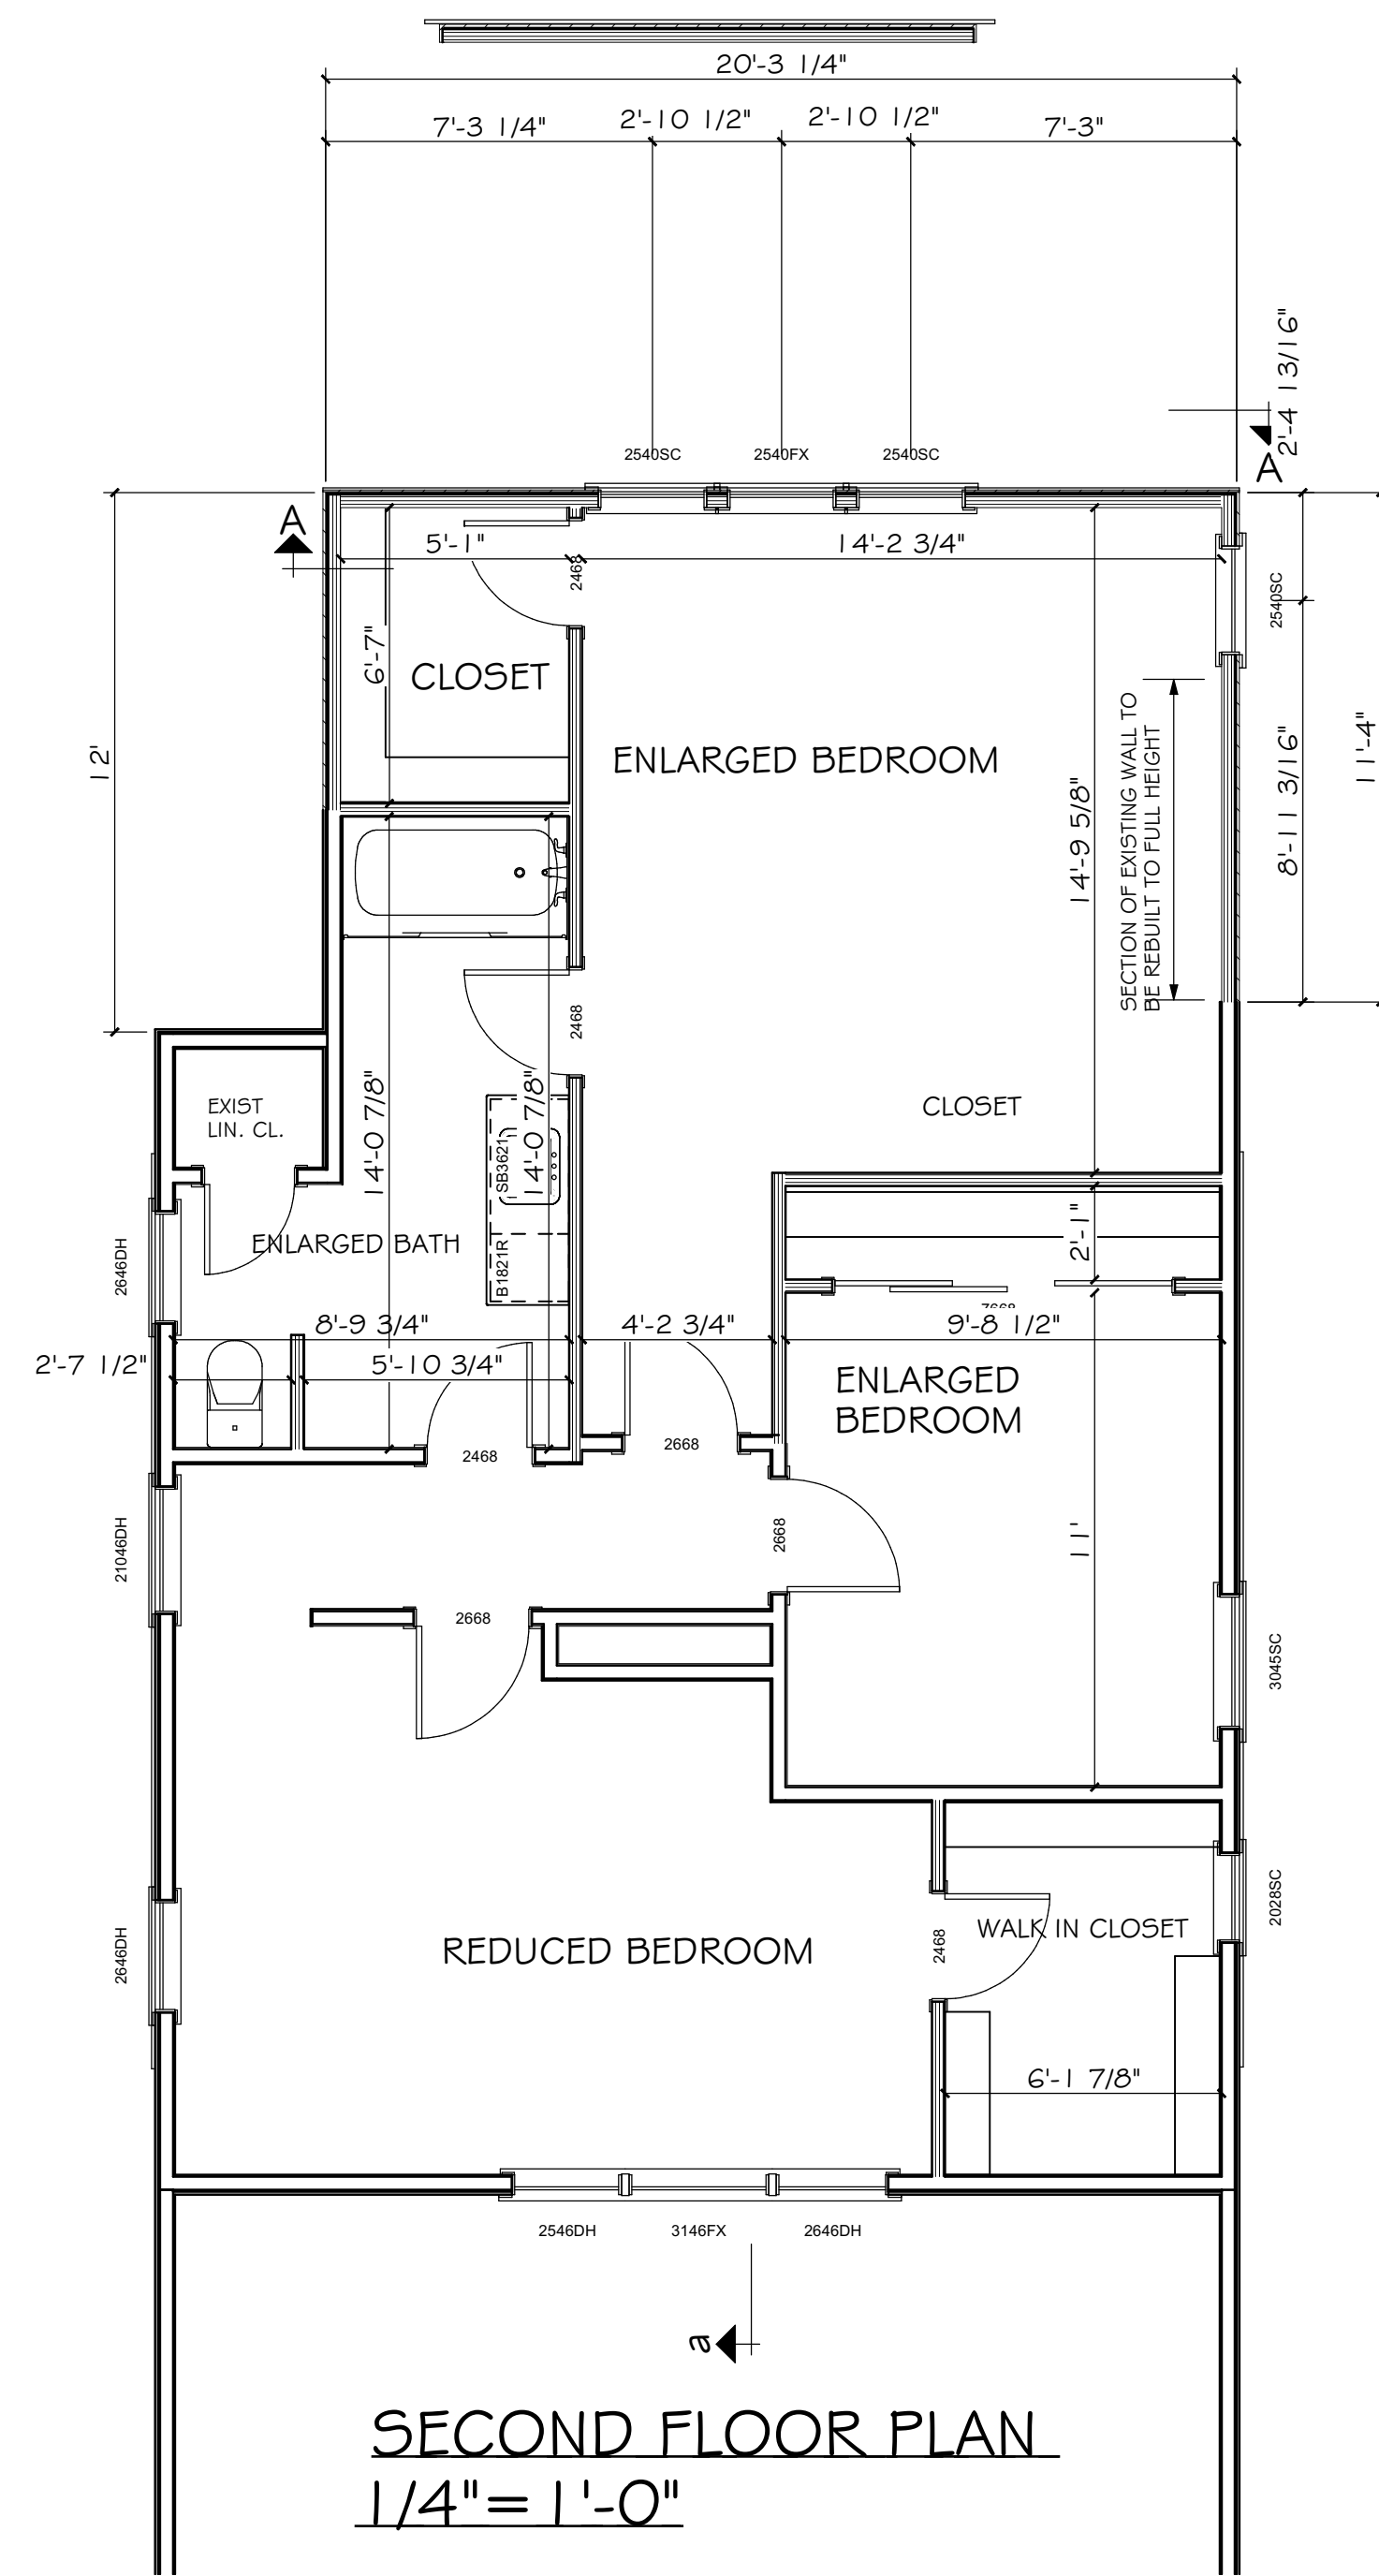 20'-3 1/4"
7'-3 1/4"
2'-10 1/2"
2'-10 1/2"
7'-3"
2'-4 13/16"
2540SC
2540FX
2540SC
A
A
5'-1"
14'-2 3/4"
2468
2540SC
6'-7"
CLOSET
ENLARGED BEDROOM
12'
14'-9 5/8"
SECTION OF EXISTING WALL TO
BE REBUILT TO FULL HEIGHT
8'-11 3/16"
11'-4"
2468
EXIST
LIN. CL.
14'-0 7/8"
14'-0 7/8"
SB3621
CLOSET
ENLARGED BATH
B1821R
2646DH
2'-1"
8'-9 3/4"
4'-2 3/4"
9'-8 1/2"
2'-7 1/2"
5'-10 3/4"
ENLARGED
BEDROOM
2468
2668
2668
21046DH
11'
2668
3045SC
2646DH
REDUCED BEDROOM
2468
WALK IN CLOSET
2028SC
6'-1 7/8"
2546DH
3146FX
2646DH
a
SECOND FLOOR PLAN
1/4"= 1'-0"